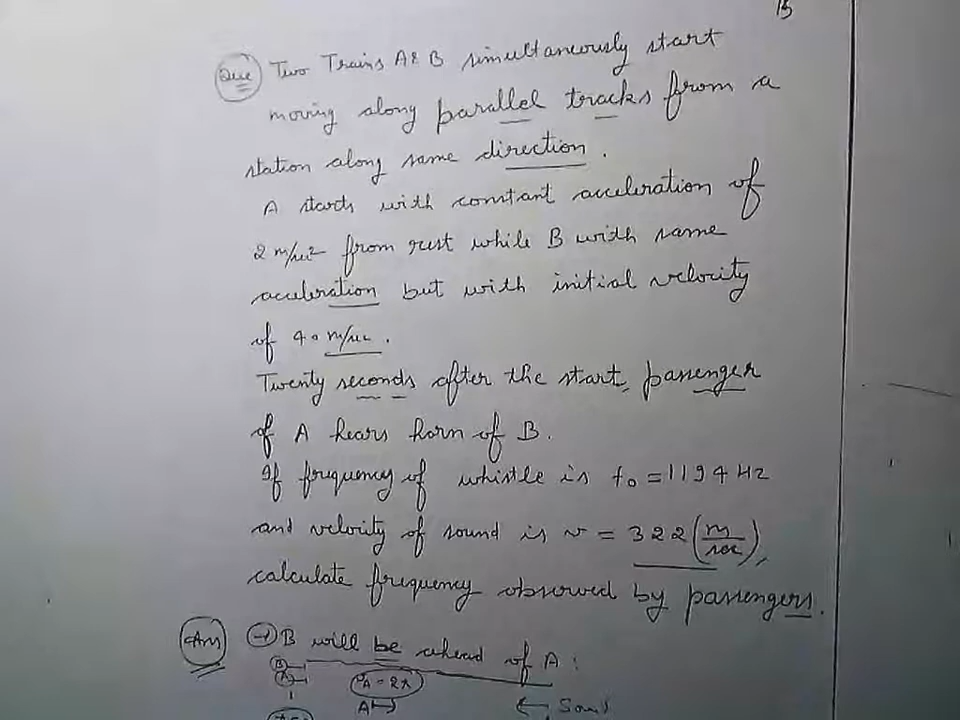 13
Que Two Trains A & B simultaneously start
moving along parallel tracks from a
station along same direction.
A starts with constant acceleration of
2 m/sec² from rest while B with same
acceleration but with initial velocity
of 40 m/sec.
Twenty seconds after the start, passenger
of A hears horn of B.
If frequency of whistle is f₀ = 1194 Hz
and velocity of sound is v = 322 (m/sec),
calculate frequency observed by passengers.
Ans → B will be ahead of A:
B
A
v_A = 2t
A
← Sound